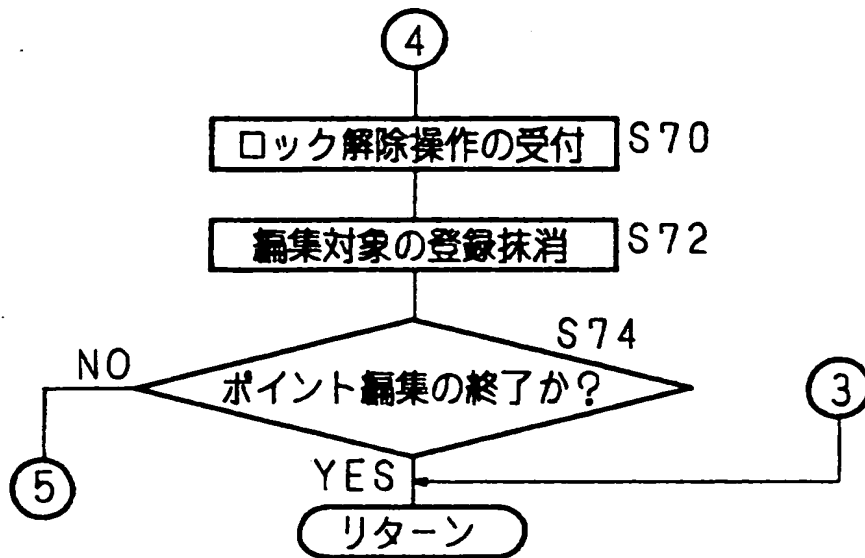 4
ロック解除操作の受付 S70
編集対象の登録抹消 S72
S74
NO
ポイント編集の終了か?
3
5
YES
リターン